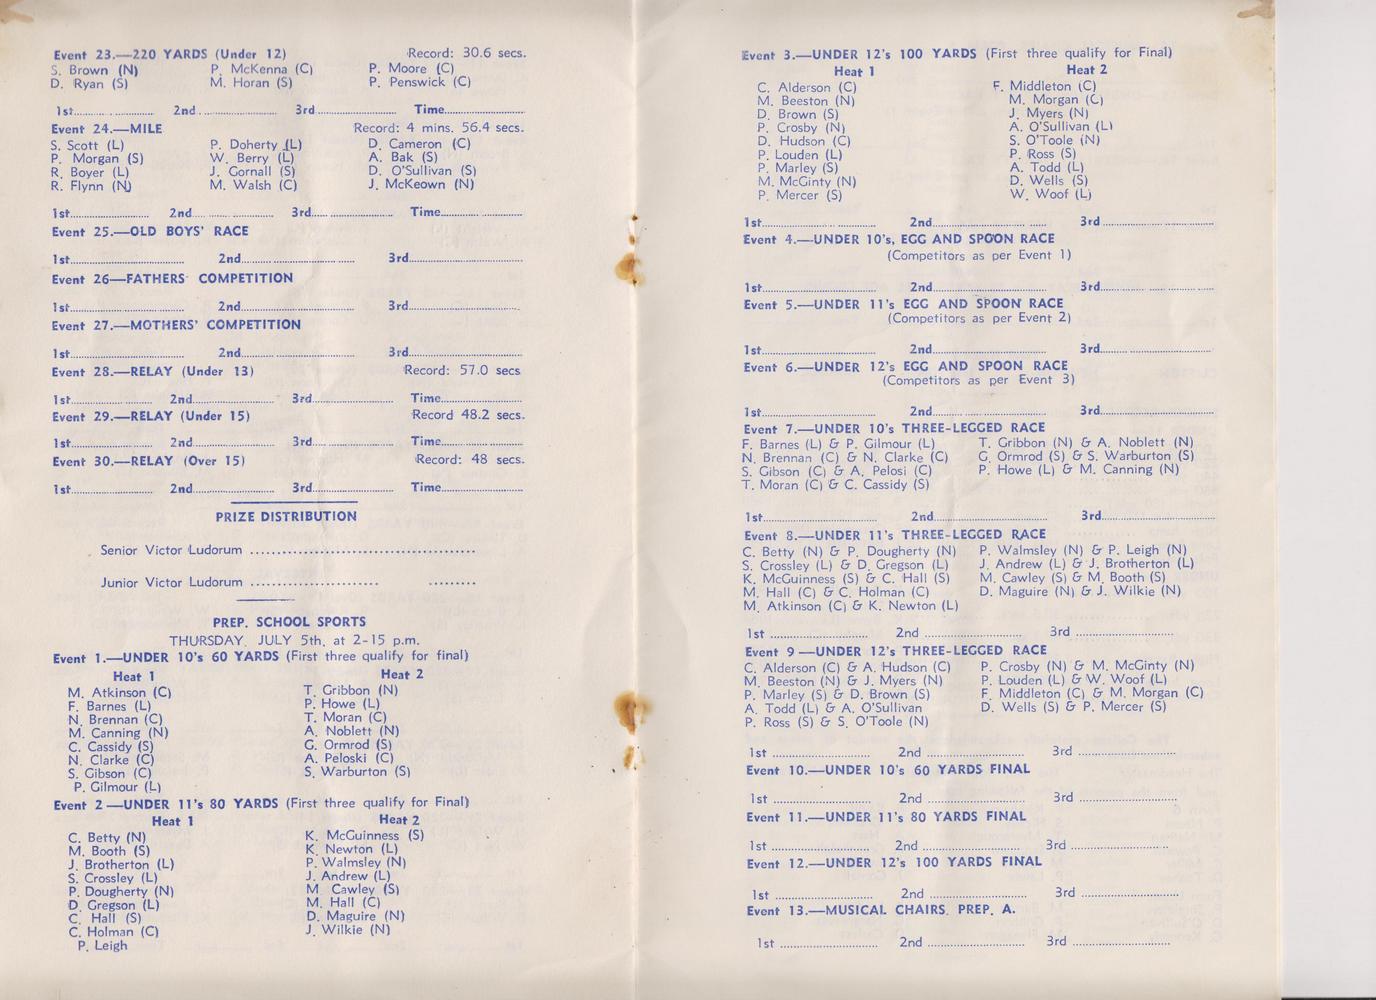 Event 23.—220 YARDS (Under 12) Record: 30.6 secs.
S. Brown (N) P. McKenna (C) P. Moore (C)
D. Ryan (S) M. Horan (S) P. Penswick (C)
1st........................ 2nd........................ 3rd........................ Time........................
Event 24.—MILE Record: 4 mins. 56.4 secs.
S. Scott (L) P. Doherty (L) D. Cameron (C)
P. Morgan (S) W. Berry (L) A. Bak (S)
R. Boyer (L) J. Gornall (S) D. O'Sullivan (S)
R. Flynn (N) M. Walsh (C) J. McKeown (N)
1st........................ 2nd........................ 3rd........................ Time........................
Event 25.—OLD BOYS' RACE
1st........................ 2nd........................ 3rd........................
Event 26—FATHERS' COMPETITION
1st........................ 2nd........................ 3rd........................
Event 27.—MOTHERS' COMPETITION
1st........................ 2nd........................ 3rd........................
Event 28.—RELAY (Under 13) Record: 57.0 secs
1st........................ 2nd........................ 3rd........................ Time........................
Event 29.—RELAY (Under 15) Record 48.2 secs.
1st........................ 2nd........................ 3rd........................ Time........................
Event 30.—RELAY (Over 15) Record: 48 secs.
1st........................ 2nd........................ 3rd........................ Time........................
PRIZE DISTRIBUTION
Senior Victor Ludorum ........................
Junior Victor Ludorum ........................
PREP. SCHOOL SPORTS
THURSDAY, JULY 5th, at 2-15 p.m.
Event 1.—UNDER 10's 60 YARDS (First three qualify for final)
Heat 1 Heat 2
M. Atkinson (C) T. Gribbon (N)
F. Barnes (L) P. Howe (L)
N. Brennan (C) T. Moran (C)
M. Canning (N) A. Noblett (N)
C. Cassidy (S) G. Ormrod (S)
N. Clarke (C) A. Peloski (C)
S. Gibson (C) S. Warburton (S)
P. Gilmour (L)
Event 2—UNDER 11's 80 YARDS (First three qualify for Final)
Heat 1 Heat 2
C. Betty (N) K. McGuinness (S)
M. Booth (S) K. Newton (L)
J. Brotherton (L) P. Walmsley (N)
S. Crossley (L) J. Andrew (L)
P. Dougherty (N) M Cawley (S)
D. Gregson (L) M. Hall (C)
C. Hall (S) D. Maguire (N)
C. Holman (C) J. Wilkie (N)
P. Leigh
Event 3.—UNDER 12's 100 YARDS (First three qualify for Final)
Heat 1 Heat 2
C. Alderson (C) F. Middleton (C)
M. Beeston (N) M. Morgan (C)
D. Brown (S) J. Myers (N)
P. Crosby (N) A. O'Sullivan (L)
D. Hudson (C) S. O'Toole (N)
P. Louden (L) P. Ross (S)
P. Marley (S) A. Todd (L)
M. McGinty (N) D. Wells (S)
P. Mercer (S) W. Woof (L)
1st........................ 2nd........................ 3rd........................
Event 4.—UNDER 10's, EGG AND SPOON RACE
(Competitors as per Event 1)
1st........................ 2nd........................ 3rd........................
Event 5.—UNDER 11's EGG AND SPOON RACE
(Competitors as per Event 2)
1st........................ 2nd........................ 3rd........................
Event 6.—UNDER 12's EGG AND SPOON RACE
(Competitors as per Event 3)
1st........................ 2nd........................ 3rd........................
Event 7.—UNDER 10's THREE-LEGGED RACE
F. Barnes (L) & P. Gilmour (L) T. Gribbon (N) & A. Noblett (N)
N. Brennan (C) & N. Clarke (C) G. Ormrod (S) & S. Warburton (S)
S. Gibson (C) & A. Pelosi (C) P. Howe (L) & M. Canning (N)
T. Moran (C) & C. Cassidy (S)
1st........................ 2nd........................ 3rd........................
Event 8.—UNDER 11's THREE-LEGGED RACE
C. Betty (N) & P. Dougherty (N) P. Walmsley (N) & P. Leigh (N)
S. Crossley (L) & D. Gregson (L) J. Andrew (L) & J. Brotherton (L)
K. McGuinness (S) & C. Hall (S) M. Cawley (S) & M. Booth (S)
M. Hall (C) & C. Holman (C) D. Maguire (N) & J. Wilkie (N)
M. Atkinson (C) & K. Newton (L)
1st ........................ 2nd ........................ 3rd ........................
Event 9—UNDER 12's THREE-LEGGED RACE
C. Alderson (C) & A. Hudson (C) P. Crosby (N) & M. McGinty (N)
M. Beeston (N) & J. Myers (N) P. Louden (L) & W. Woof (L)
P. Marley (S) & D. Brown (S) F. Middleton (C) & M. Morgan (C)
A. Todd (L) & A. O'Sullivan D. Wells (S) & P. Mercer (S)
P. Ross (S) & S. O'Toole (N)
1st ........................ 2nd ........................ 3rd ........................
Event 10.—UNDER 10's 60 YARDS FINAL
1st ........................ 2nd ........................ 3rd ........................
Event 11.—UNDER 11's 80 YARDS FINAL
1st ........................ 2nd ........................ 3rd ........................
Event 12.—UNDER 12's 100 YARDS FINAL
1st ........................ 2nd ........................ 3rd ........................
Event 13.—MUSICAL CHAIRS, PREP. A.
1st ........................ 2nd ........................ 3rd ........................